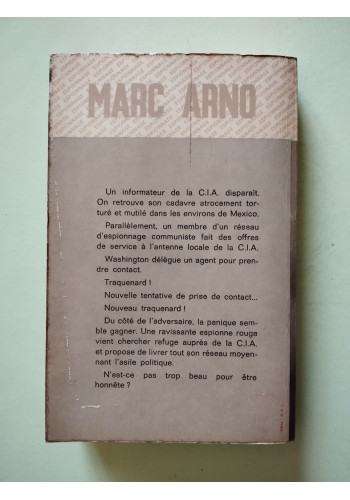 MARC ARNO
Un informateur de la C.I.A. disparaît.
On retrouve son cadavre atrocement tor-
turé et mutilé dans les environs de Mexico.
Parallèlement, un membre d'un réseau
d'espionnage communiste fait des offres
de service à l'antenne locale de la C.I.A.
Washington délègue un agent pour pren-
dre contact.
Traquenard !
Nouvelle tentative de prise de contact...
Nouveau traquenard !
Du côté de l'adversaire, la panique sem-
ble gagner. Une ravissante espionne rouge
vient chercher refuge auprès de la C.I.A.
et propose de livrer tout son réseau moyen-
nant l'asile politique.
N'est-ce pas trop beau pour être
honnête ?